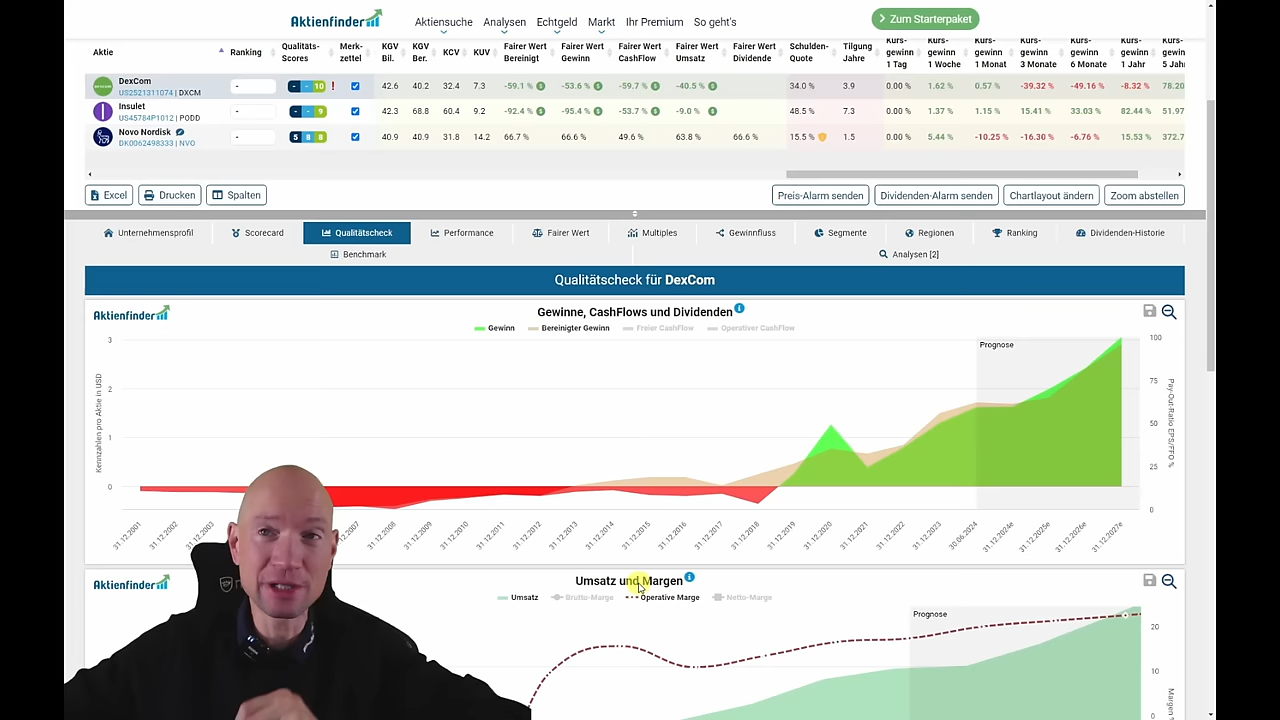 Aktienfinder
Aktiensuche Analysen Echtgeld Markt Ihr Premium So geht's
Zum Starterpaket
Aktie Ranking Qualitäts-Scores Merk-zettel KGV Bil. KGV Ber. KCV KUV Fairer Wert Bereinigt Fairer Wert Gewinn Fairer Wert CashFlow Fairer Wert Umsatz Fairer Wert Dividende Schulden-Quote Tilgung Jahre Kurs-gewinn 1 Tag Kurs-gewinn 1 Woche Kurs-gewinn 1 Monat Kurs-gewinn 3 Monate Kurs-gewinn 6 Monate Kurs-gewinn 1 Jahr Kurs-gewinn 5 Jahr
DexCom
US2521311074 | DXCM
- - - 10 ! 42.6 40.2 32.4 7.3 -59.1 % -53.6 % -59.7 % -40.5 % 34.0 % 3.9 0.00 % 1.62 % 0.57 % -39.32 % -49.16 % -8.32 % 78.20
Insulet
US45784P1012 | PODD
- - - 9 42.3 68.8 60.4 9.2 -92.4 % -95.4 % -53.7 % -9.0 % 48.5 % 7.3 0.00 % 1.37 % 1.15 % 15.41 % 33.03 % 82.44 % 51.97
Novo Nordisk
DK0062498333 | NVO
- 5 8 8 40.9 40.9 31.8 14.2 66.7 % 66.6 % 49.6 % 63.8 % 66.6 % 15.5 % 1.5 0.00 % 5.44 % -10.25 % -16.30 % -6.76 % 15.53 % 372.7
Excel Drucken Spalten Preis-Alarm senden Dividenden-Alarm senden Chartlayout ändern Zoom abstellen
Unternehmensprofil Scorecard Qualitätscheck Performance Fairer Wert Multiples Gewinnfluss Segmente Regionen Ranking Dividenden-Historie
Benchmark Analysen [2]
Qualitätscheck für DexCom
Aktienfinder
Gewinne, CashFlows und Dividenden
Gewinn Bereinigter Gewinn Freier CashFlow Operativer CashFlow
Kennzahlen pro Aktie in USD
3
2
1
0
Prognose
100
75
50
25
0
Pay-Out-Ratio EPS/FFO %
31.12.2001 31.12.2002 31.12.2003 31.12.2008 31.12.2009 31.12.2010 31.12.2011 31.12.2012 31.12.2013 31.12.2014 31.12.2015 31.12.2016 31.12.2017 31.12.2018 31.12.2019 31.12.2020 31.12.2021 31.12.2022 31.12.2023 30.06.2024 31.12.2024e 31.12.2025e 31.12.2026e 31.12.2027e
Aktienfinder
Umsatz und Margen
Umsatz Brutto-Marge Operative Marge Netto-Marge
Prognose
20
10
0
Margen